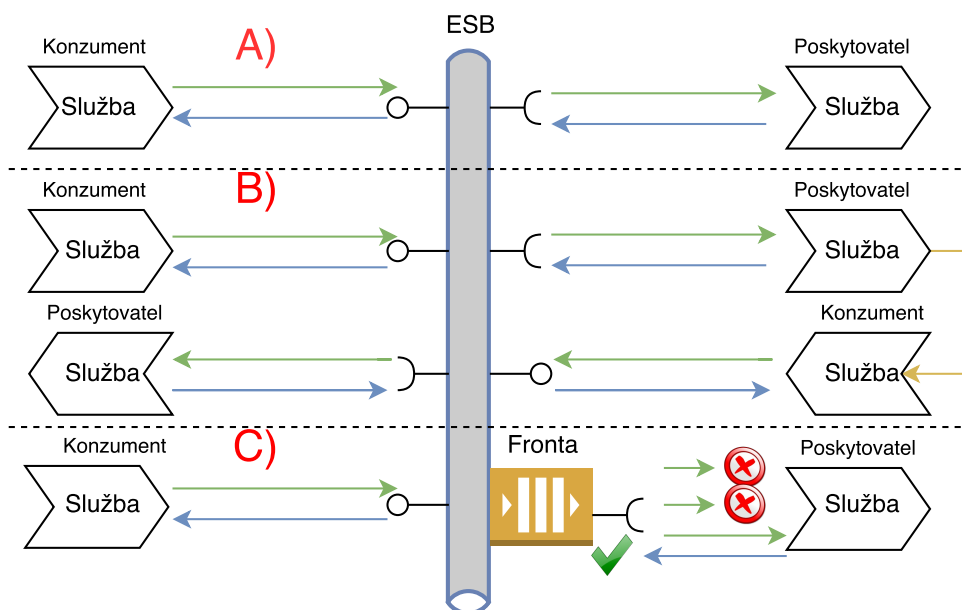 ESB
Konzument
A)
Poskytovatel
Služba
Služba
Konzument
B)
Poskytovatel
Služba
Služba
Poskytovatel
Konzument
Služba
Služba
Konzument
C)
Fronta
Poskytovatel
Služba
Služba